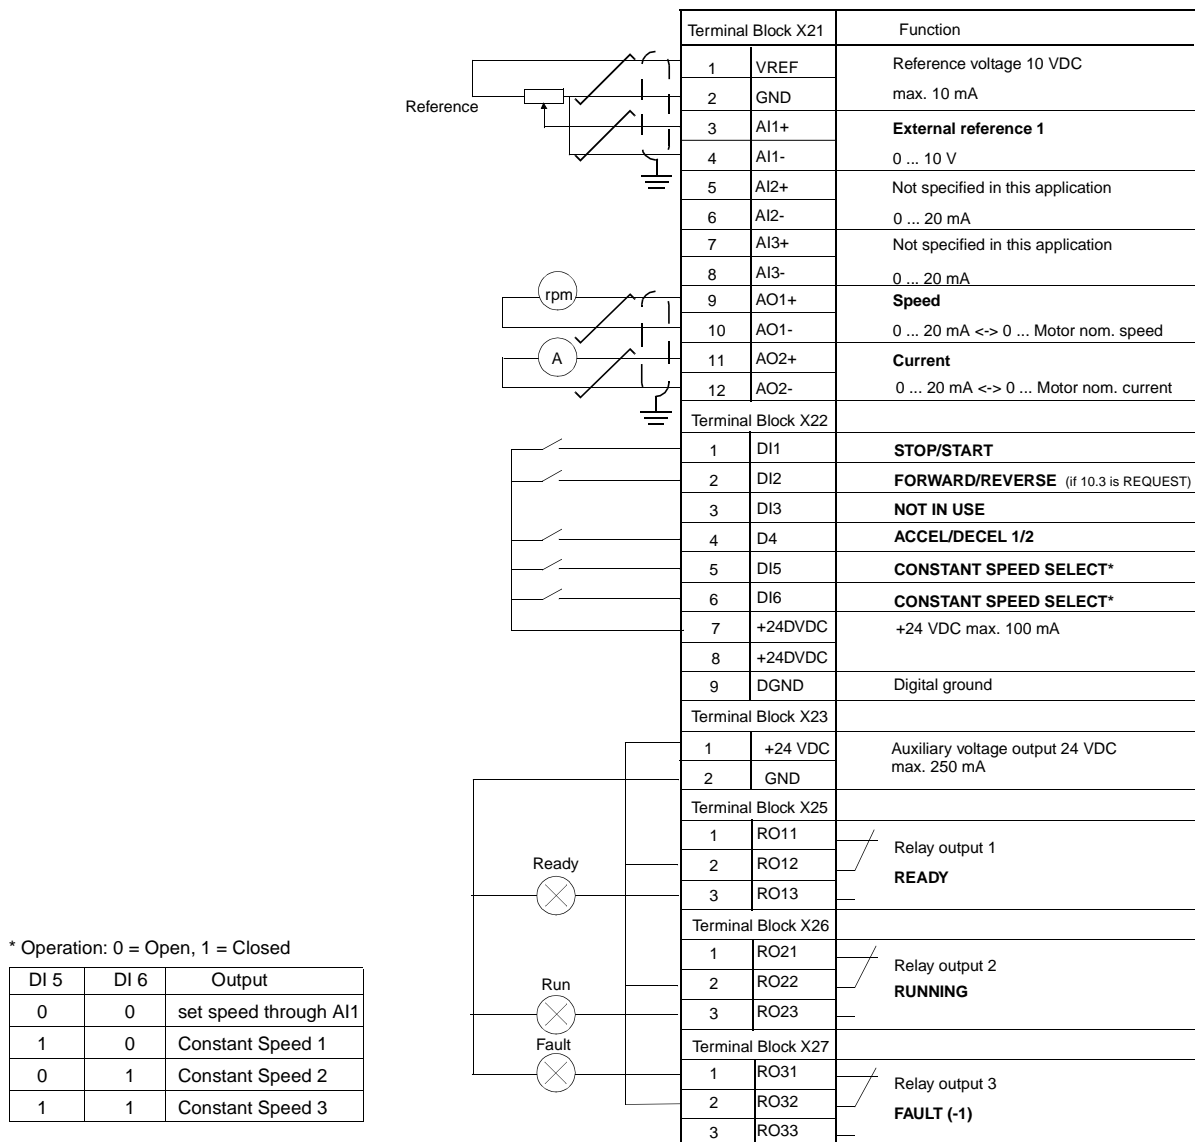 Terminal Block X21 Function
1 VREF Reference voltage 10 VDC
2 GND max. 10 mA
Reference
3 AI1+ External reference 1
4 AI1- 0 ... 10 V
5 AI2+ Not specified in this application
6 AI2- 0 ... 20 mA
7 AI3+ Not specified in this application
8 AI3- 0 ... 20 mA
rpm
9 AO1+ Speed
10 AO1- 0 ... 20 mA <-> 0 ... Motor nom. speed
A
11 AO2+ Current
12 AO2- 0 ... 20 mA <-> 0 ... Motor nom. current
Terminal Block X22
1 DI1 STOP/START
2 DI2 FORWARD/REVERSE (if 10.3 is REQUEST)
3 DI3 NOT IN USE
4 D4 ACCEL/DECEL 1/2
5 DI5 CONSTANT SPEED SELECT*
6 DI6 CONSTANT SPEED SELECT*
7 +24DVDC +24 VDC max. 100 mA
8 +24DVDC
9 DGND Digital ground
Terminal Block X23
1 +24 VDC Auxiliary voltage output 24 VDC
max. 250 mA
2 GND
Terminal Block X25
1 RO11
Relay output 1
Ready
2 RO12
READY
3 RO13
Terminal Block X26
1 RO21
Relay output 2
Run
2 RO22
RUNNING
3 RO23
Fault
Terminal Block X27
1 RO31
Relay output 3
2 RO32
FAULT (-1)
3 RO33
* Operation: 0 = Open, 1 = Closed
DI 5 DI 6 Output
0 0 set speed through AI1
1 0 Constant Speed 1
0 1 Constant Speed 2
1 1 Constant Speed 3